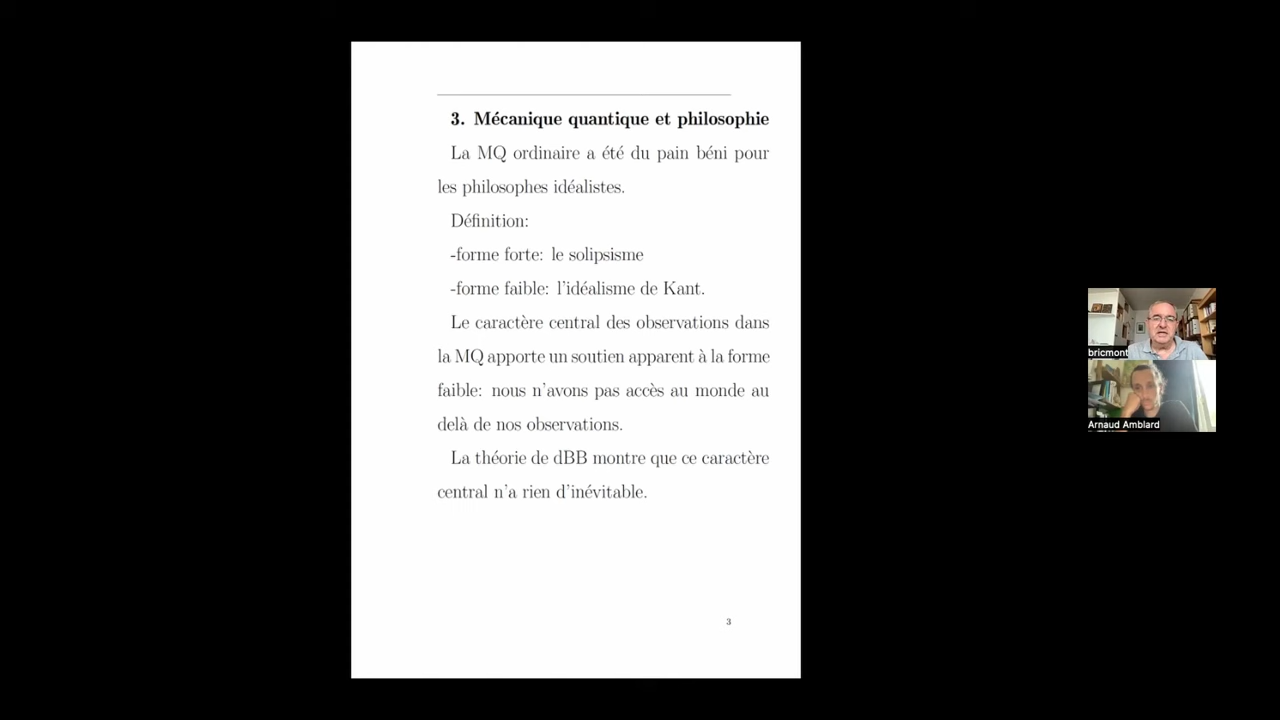 3. Mécanique quantique et philosophie
La MQ ordinaire a été du pain béni pour
les philosophes idéalistes.
Définition:
-forme forte: le solipsisme
-forme faible: l'idéalisme de Kant.
Le caractère central des observations dans
la MQ apporte un soutien apparent à la forme
faible: nous n'avons pas accès au monde au
delà de nos observations.
La théorie de dBB montre que ce caractère
central n'a rien d'inévitable.
3
bricmont
Arnaud Amblard